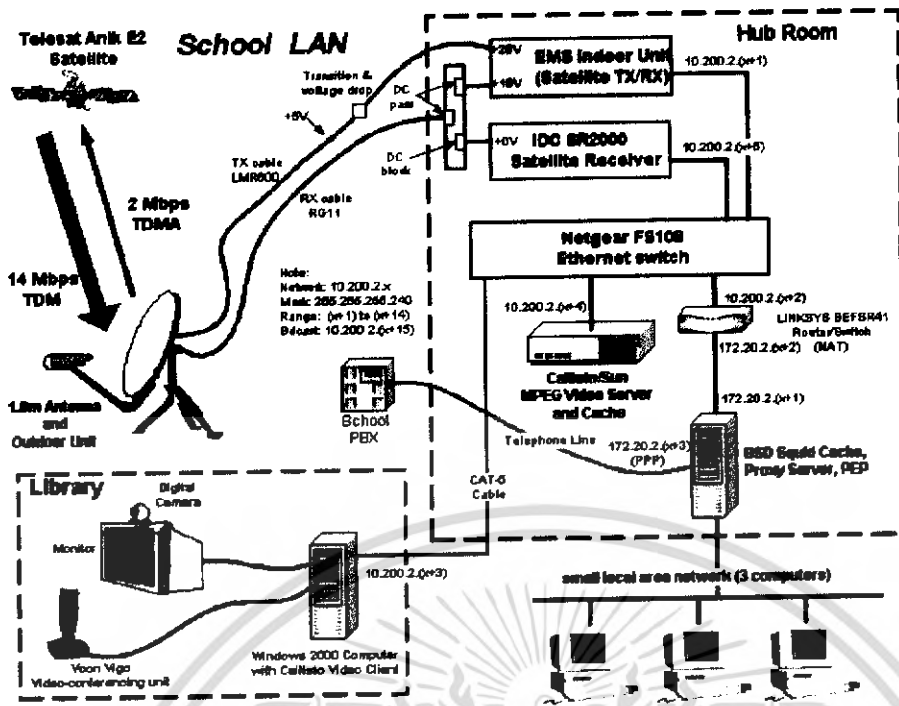 Telesat Anik E2
Satellite
School LAN
Hub Room
EMS Indoor Unit
(Satellite TX/RX)
10.200.2.(x+1)
Transition &
voltage drop
DC
pass
+5V
TX cable
LMR600
DC
block
IDC SR2000
Satellite Receiver
RX cable
RG11
2 Mbps
TDMA
14 Mbps
TDM
Netgear FS108
Ethernet switch
Note:
Network: 10.200.2.x
Mask: 255.255.255.240
Range: (x+1) to (x+14)
Bdcast: 10.200.2.(x+15)
10.200.2.(x+4)
10.200.2.(x+2)
LINKSYS BEFSR41
Router/Switch
(NAT)
172.20.2.(x+2)
MPEG Video Server
and Cache
172.20.2.(x+1)
1.8m Antenna
and
Outdoor Unit
School
PBX
Telephone Line
172.20.2.(x+3)
(PPP)
BSD Squid Cache,
Proxy Server, PEP
CAT-5
Cable
Library
Digital
Camera
Monitor
10.200.2.(x+3)
small local area network (3 computers)
Windows 2000 Computer
with Video Client
Video-conferencing unit